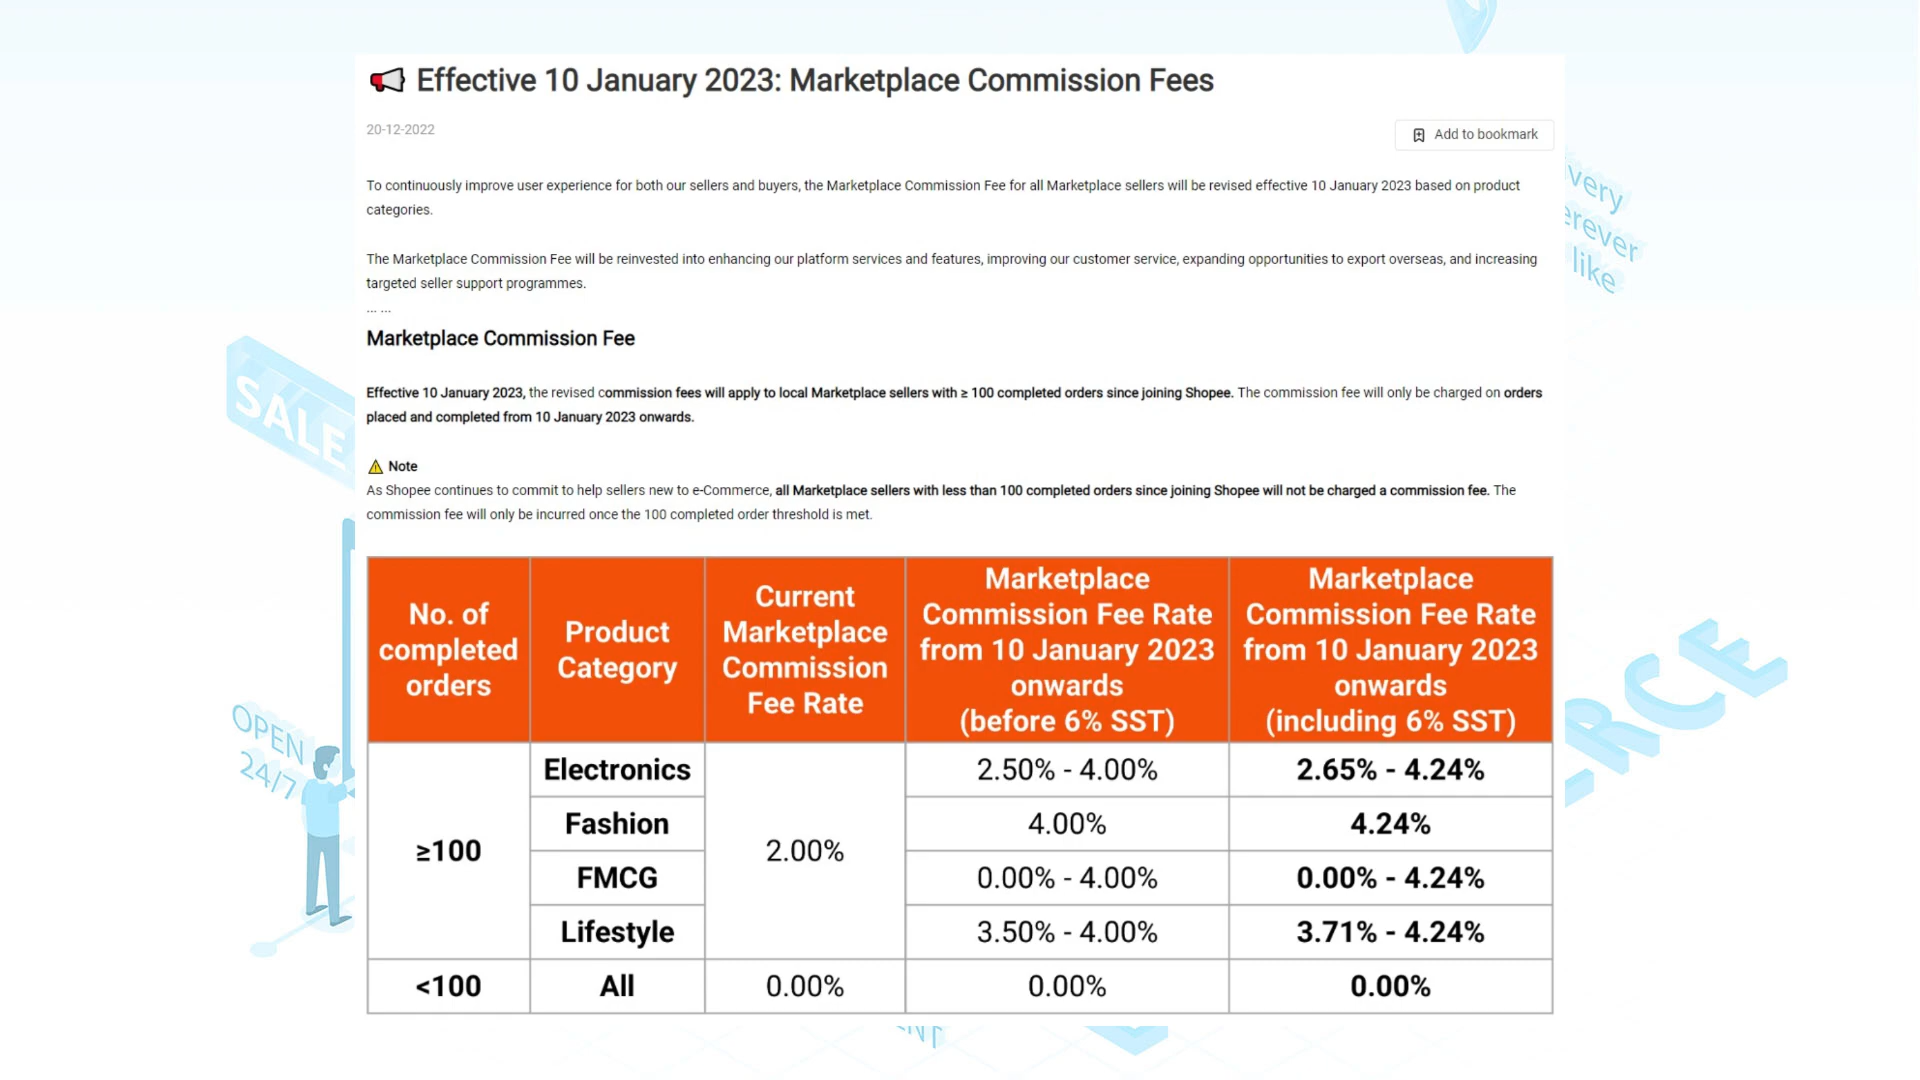 Effective 10 January 2023: Marketplace Commission Fees
20-12-2022
Add to bookmark
To continuously improve user experience for both our sellers and buyers, the Marketplace Commission Fee for all Marketplace sellers will be revised effective 10 January 2023 based on product
categories.
The Marketplace Commission Fee will be reinvested into enhancing our platform services and features, improving our customer service, expanding opportunities to export overseas, and increasing
targeted seller support programmes.
... ...
Marketplace Commission Fee
Effective 10 January 2023, the revised commission fees will apply to local Marketplace sellers with ≥ 100 completed orders since joining Shopee. The commission fee will only be charged on orders
placed and completed from 10 January 2023 onwards.
Note
As Shopee continues to commit to help sellers new to e-Commerce, all Marketplace sellers with less than 100 completed orders since joining Shopee will not be charged a commission fee. The
commission fee will only be incurred once the 100 completed order threshold is met.
No. of
completed
orders
Product
Category
Current
Marketplace
Commission
Fee Rate
Marketplace
Commission Fee Rate
from 10 January 2023
onwards
(before 6% SST)
Marketplace
Commission Fee Rate
from 10 January 2023
onwards
(including 6% SST)
≥100
Electronics
2.00%
2.50% - 4.00%
2.65% - 4.24%
Fashion
4.00%
4.24%
FMCG
0.00% - 4.00%
0.00% - 4.24%
Lifestyle
3.50% - 4.00%
3.71% - 4.24%
<100
All
0.00%
0.00%
0.00%
SALE
OPEN
24/7
very
erever
like
RCE